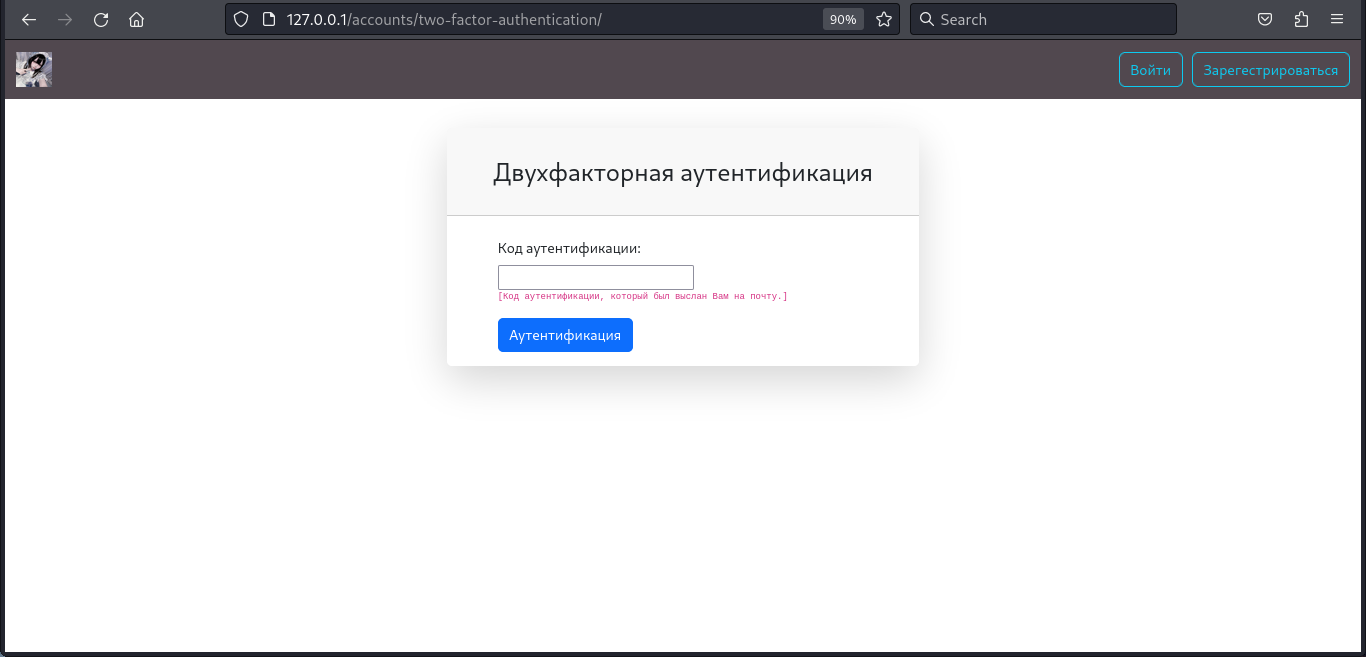 127.0.0.1/accounts/two-factor-authentication/
90%
Search
Войти
Зарегестрироваться
Двухфакторная аутентификация
Код аутентификации:
[Код аутентификации, который был выслан Вам на почту.]
Аутентификация